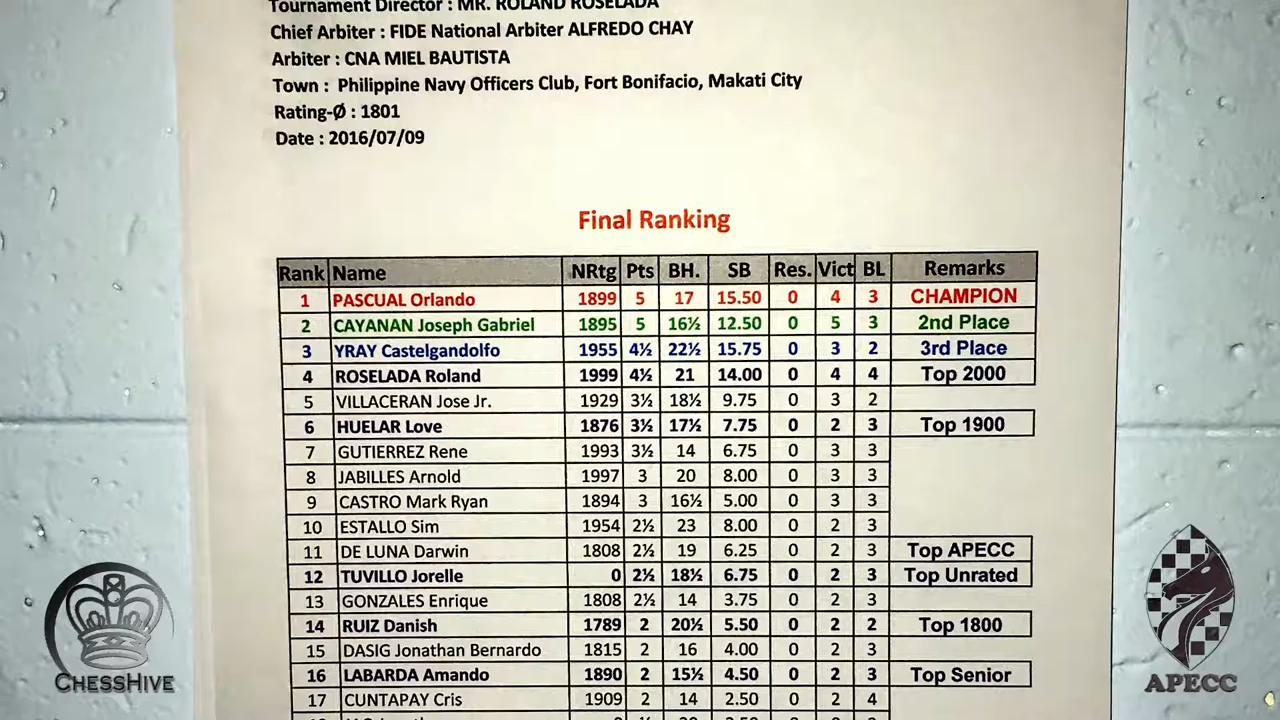 Tournament Director : MR. ROLAND ROSELADA
Chief Arbiter : FIDE National Arbiter ALFREDO CHAY
Arbiter : CNA MIEL BAUTISTA
Town : Philippine Navy Officers Club, Fort Bonifacio, Makati City
Rating-Ø : 1801
Date : 2016/07/09
Final Ranking
Rank Name NRtg Pts BH. SB Res. Vict BL Remarks
1 PASCUAL Orlando 1899 5 17 15.50 0 4 3 CHAMPION
2 CAYANAN Joseph Gabriel 1895 5 16½ 12.50 0 5 3 2nd Place
3 YRAY Castelgandolfo 1955 4½ 22½ 15.75 0 3 2 3rd Place
4 ROSELADA Roland 1999 4½ 21 14.00 0 4 4 Top 2000
5 VILLACERAN Jose Jr. 1929 3½ 18½ 9.75 0 3 2
6 HUELAR Love 1876 3½ 17½ 7.75 0 2 3 Top 1900
7 GUTIERREZ Rene 1993 3½ 14 6.75 0 3 3
8 JABILLES Arnold 1997 3 20 8.00 0 3 3
9 CASTRO Mark Ryan 1894 3 16½ 5.00 0 3 3
10 ESTALLO Sim 1954 2½ 23 8.00 0 2 3
11 DE LUNA Darwin 1808 2½ 19 6.25 0 2 3 Top APECC
12 TUVILLO Jorelle 0 2½ 18½ 6.75 0 2 3 Top Unrated
13 GONZALES Enrique 1808 2½ 14 3.75 0 2 3
14 RUIZ Danish 1789 2 20½ 5.50 0 2 2 Top 1800
15 DASIG Jonathan Bernardo 1815 2 16 4.00 0 2 3
16 LABARDA Amando 1890 2 15½ 4.50 0 2 3 Top Senior
17 CUNTAPAY Cris 1909 2 14 2.50 0 2 4
CHESSHIVE
APECC